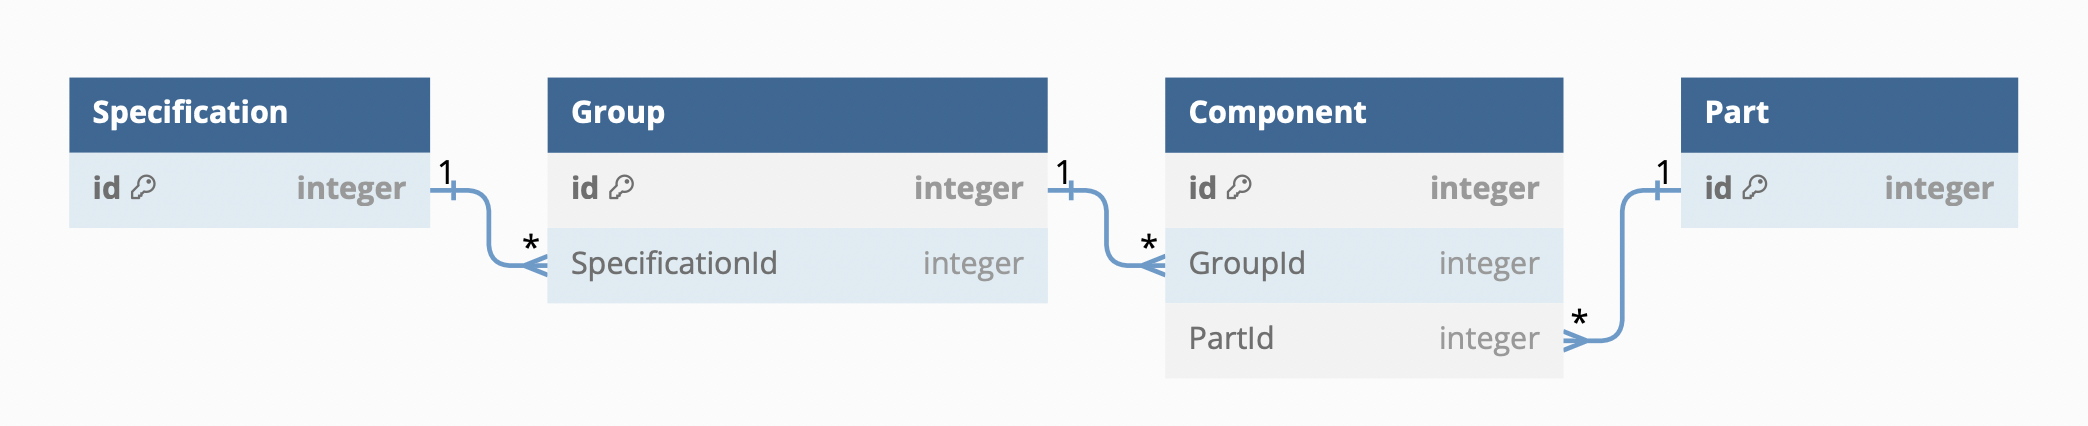 Specification
id integer
1
*
Group
id integer
SpecificationId integer
1
*
Component
id integer
GroupId integer
PartId integer
*
1
Part
id integer